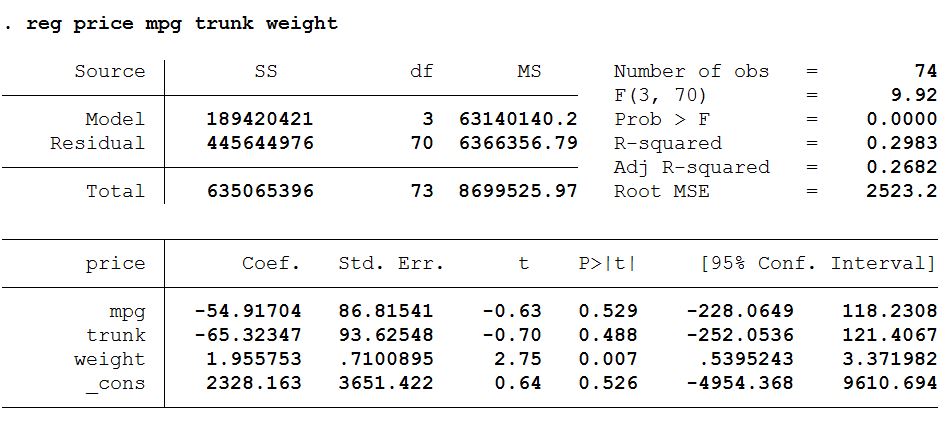 . reg price mpg trunk weight
Source SS df MS Number of obs = 74
F(3, 70) = 9.92
Model 189420421 3 63140140.2 Prob > F = 0.0000
Residual 445644976 70 6366356.79 R-squared = 0.2983
Adj R-squared = 0.2682
Total 635065396 73 8699525.97 Root MSE = 2523.2
price Coef. Std. Err. t P>|t| [95% Conf. Interval]
mpg -54.91704 86.81541 -0.63 0.529 -228.0649 118.2308
trunk -65.32347 93.62548 -0.70 0.488 -252.0536 121.4067
weight 1.955753 .7100895 2.75 0.007 .5395243 3.371982
_cons 2328.163 3651.422 0.64 0.526 -4954.368 9610.694